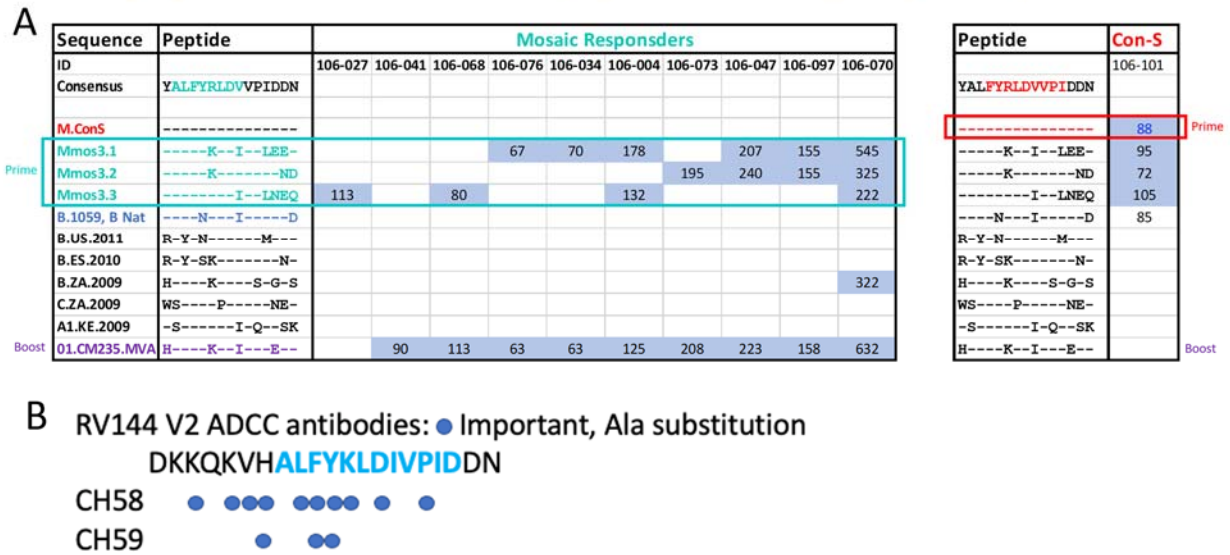 A
Sequence Peptide Mosaic Responsders Peptide Con-S
ID 106-027 106-041 106-068 106-076 106-034 106-004 106-073 106-047 106-097 106-070 106-101
Consensus YALFYRLDVVPIDDN YALFYRLDVVPIDDN
M.ConS --------------- --------------- 88 Prime
Mmos3.1 -----K--I--LEE- 67 70 178 207 155 545 -----K--I--LEE- 95
Prime Mmos3.2 -----K-------ND 195 240 155 325 -----K-------ND 72
Mmos3.3 --------I--LNEQ 113 80 132 222 --------I--LNEQ 105
B.1059, B Nat ----N---I-----D ----N---I-----D 85
B.US.2011 R-Y-N------M--- R-Y-N------M---
B.ES.2010 R-Y-SK-------N- R-Y-SK-------N-
B.ZA.2009 H----K----S-G-S 322 H----K----S-G-S
C.ZA.2009 WS----P-----NE- WS----P-----NE-
A1.KE.2009 -S------I-Q--SK -S------I-Q--SK
Boost 01.CM235.MVA H----K--I---E-- 90 113 63 63 125 208 223 158 632 H----K--I---E-- Boost
B RV144 V2 ADCC antibodies: ● Important, Ala substitution
DKKQKVHALFYKLDIVPIDDN
CH58
CH59